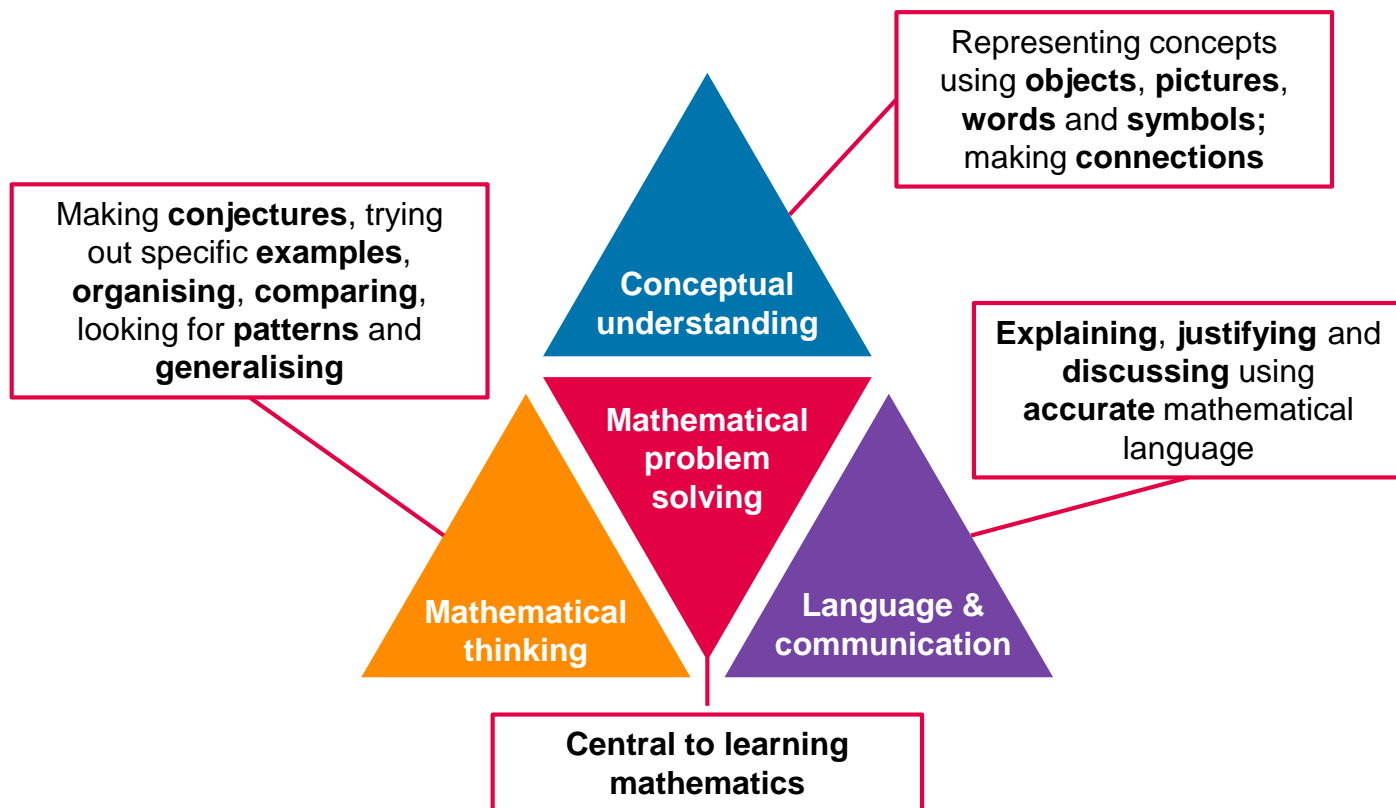 Representing concepts
using objects, pictures,
words and symbols;
making connections
Making conjectures, trying
out specific examples,
organising, comparing,
looking for patterns and
generalising
Conceptual
understanding
Explaining, justifying and
discussing using
accurate mathematical
language
Mathematical
problem
solving
Mathematical
thinking
Language &
communication
Central to learning
mathematics